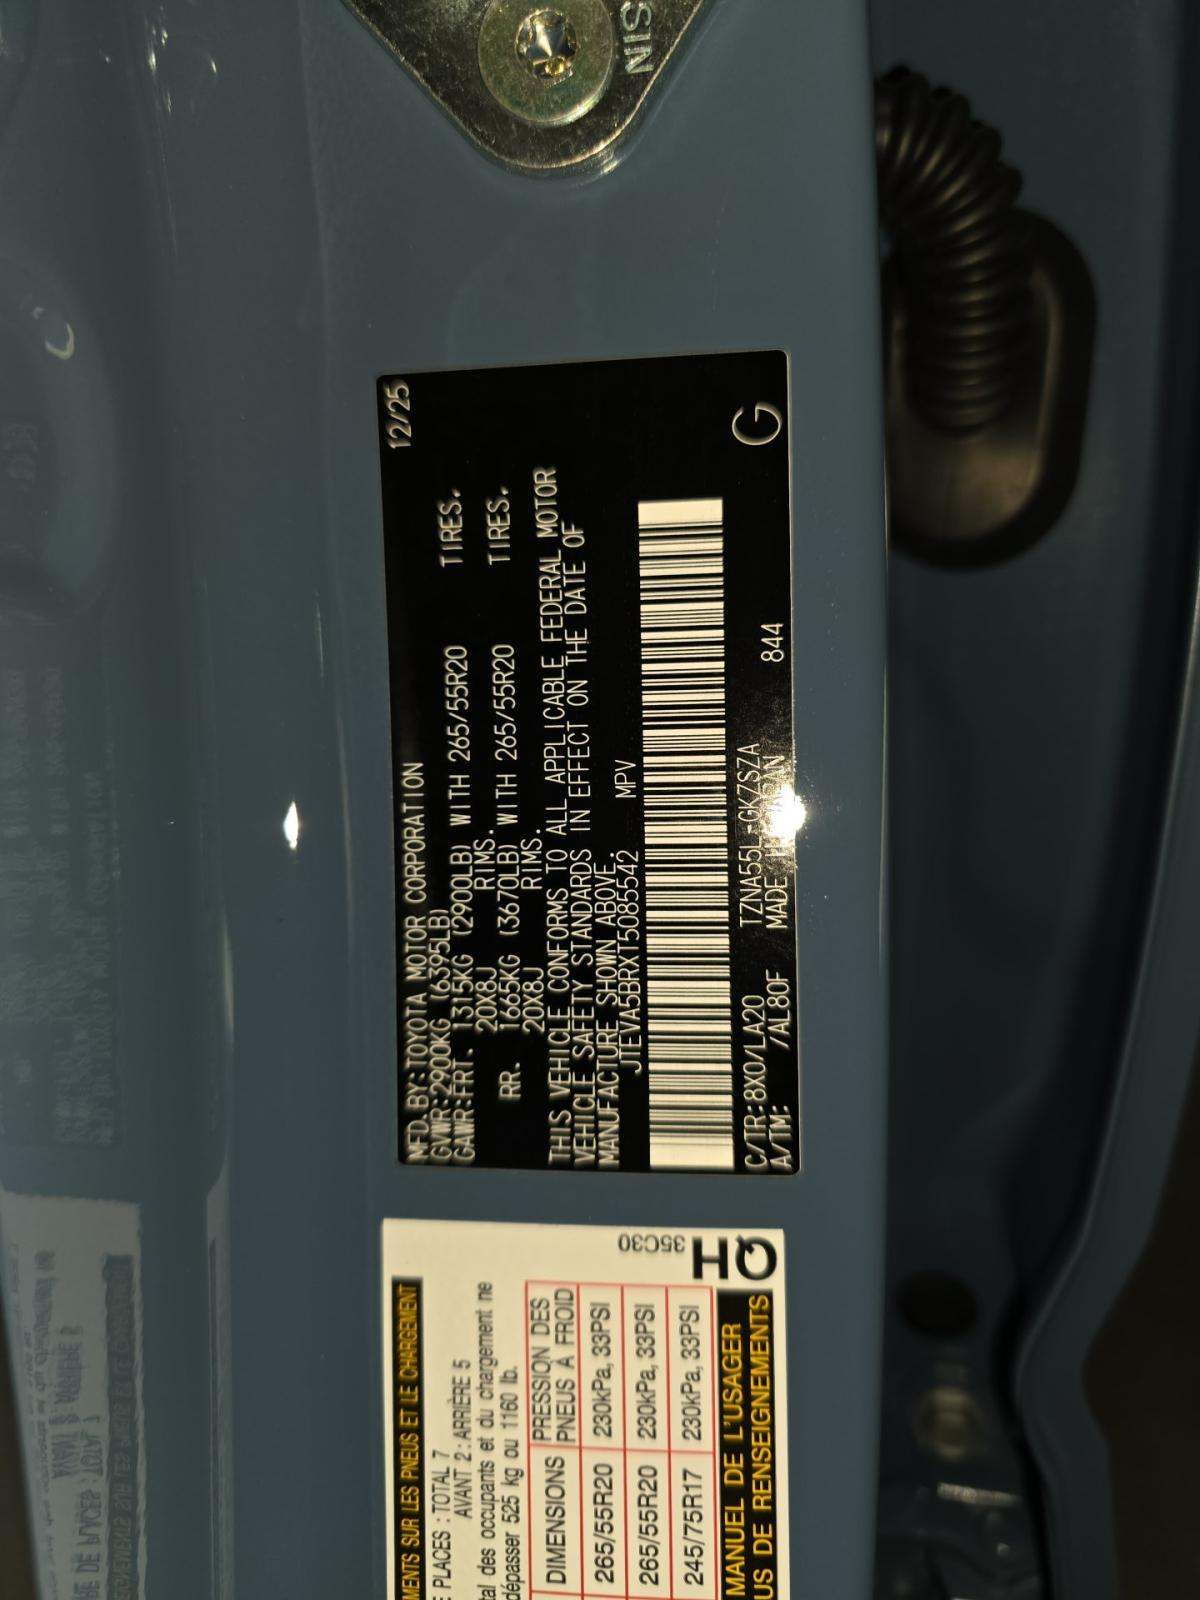 12/25
MFD.BY:TOYOTA MOTOR CORPORATION
GVWR:2900KG (6395LB)
GAWR:FRT. 1315KG (2900LB) WITH 265/55R20 TIRES.
20X8J RIMS.
RR. 1665KG (3670LB) WITH 265/55R20 TIRES.
20X8J RIMS.
THIS VEHICLE CONFORMS TO ALL APPLICABLE FEDERAL MOTOR
VEHICLE SAFETY STANDARDS IN EFFECT ON THE DATE OF
MANUFACTURE SHOWN ABOVE.
JTEVA5BRXT5085542 MPV
C/TR:8X0/LA20 TZNA55L-GKZSZA G
A/TM: /AL80F MADE IN 844
MENTS SUR LES PNEUS ET LE CHARGEMENT
PLACES : TOTAL 7
AVANT 2 : ARRIÈRE 5
des occupants et du chargement ne
dépasser 525 kg ou 1160 lb.
DIMENSIONS PRESSION DES
PNEUS À FROID
265/55R20 230kPa, 33PSI
265/55R20 230kPa, 33PSI
245/75R17 230kPa, 33PSI
MANUEL DE L'USAGER
US DE RENSEIGNEMENTS
35C30
QH
NIS